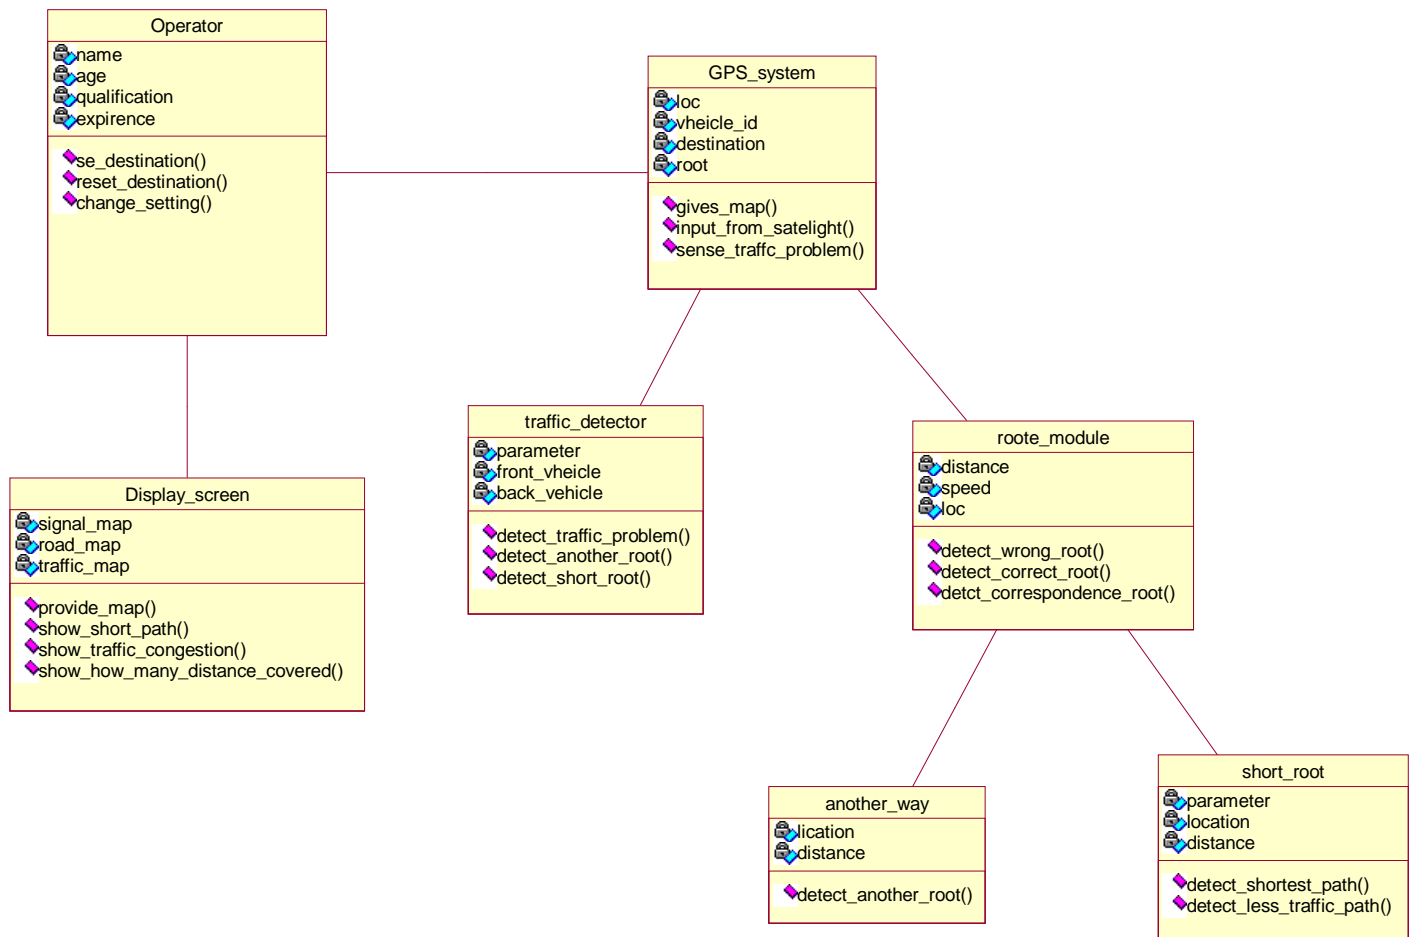 Operator
name
age
qualification
expirence
se_destination()
reset_destination()
change_setting()
GPS_system
loc
vheicle_id
destination
root
gives_map()
input_from_satelight()
sense_traffc_problem()
traffic_detector
parameter
front_vheicle
back_vehicle
detect_traffic_problem()
detect_another_root()
detect_short_root()
roote_module
distance
speed
loc
detect_wrong_root()
detect_correct_root()
detct_correspondence_root()
Display_screen
signal_map
road_map
traffic_map
provide_map()
show_short_path()
show_traffic_congestion()
show_how_many_distance_covered()
another_way
lication
distance
detect_another_root()
short_root
parameter
location
distance
detect_shortest_path()
detect_less_traffic_path()